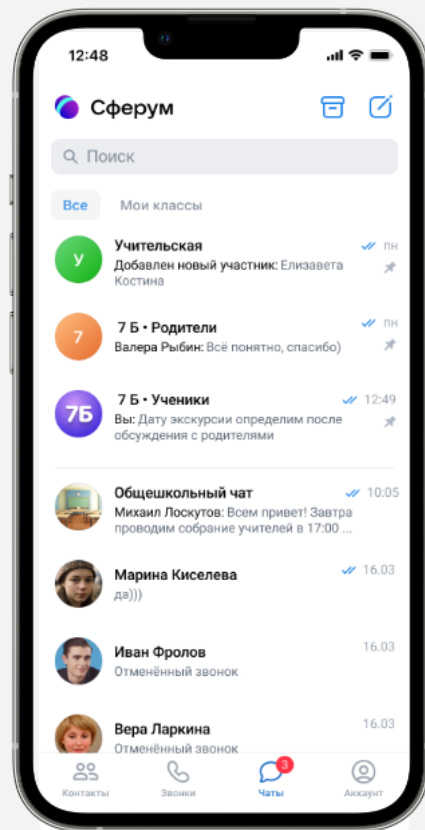 12:48
Сферум
Поиск
Все Мои классы
У Учительская пн
Добавлен новый участник: Елизавета
Костина
7 7 Б • Родители пн
Валера Рыбин: Всё понятно, спасибо)
7Б 7 Б • Ученики 12:49
Вы: Дату экскурсии определим после
обсуждения с родителями
Общешкольный чат 10:05
Михаил Лоскутов: Всем привет! Завтра
проводим собрание учителей в 17:00 ...
Марина Киселева 16.03
да)))
Иван Фролов 16.03
Отменённый звонок
Вера Ларкина 16.03
Отменённый звонок
3
Контакты Звонки Чаты Аккаунт